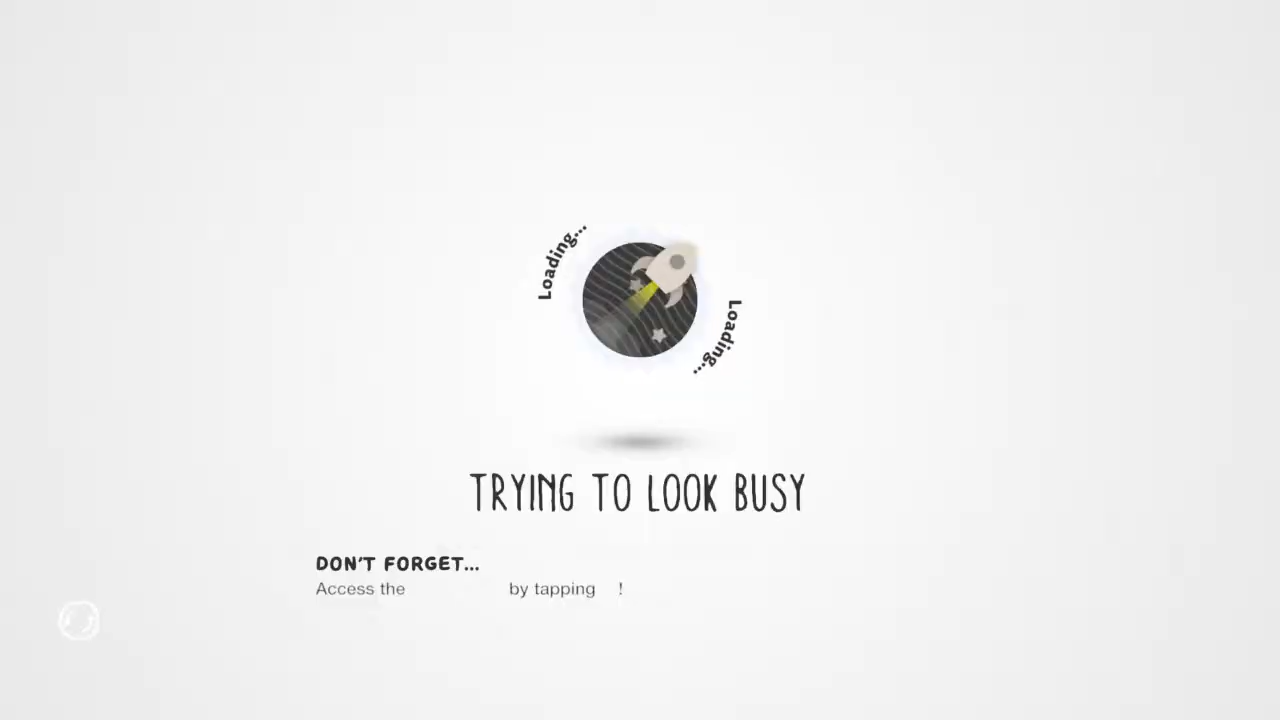 Loading...
Loading...
TRYING TO LOOK BUSY
DON'T FORGET...
Access the by tapping !